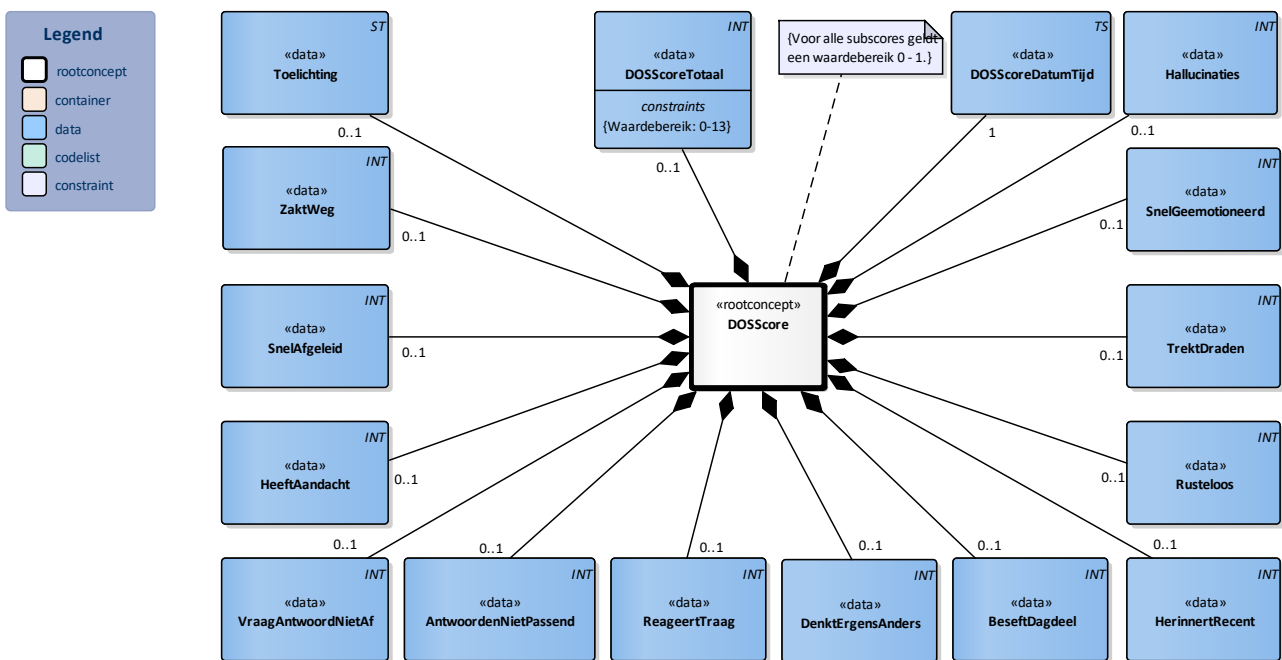 Legend
rootconcept
container
data
codelist
constraint
ST
«data»
Toelichting
0..1
INT
«data»
DOSScoreTotaal
constraints
{Waardebereik: 0-13}
0..1
{Voor alle subscores geldt
een waardebereik 0 - 1.}
TS
«data»
DOSScoreDatumTijd
1
INT
«data»
Hallucinaties
0..1
INT
«data»
ZaktWeg
0..1
INT
«data»
SnelGeemotioneerd
0..1
INT
«data»
SnelAfgeleid
0..1
«rootconcept»
DOSScore
INT
«data»
TrektDraden
0..1
INT
«data»
HeeftAandacht
0..1
INT
«data»
Rusteloos
0..1
0..1
INT
«data»
VraagAntwoordNietAf
0..1
INT
«data»
AntwoordenNietPassend
0..1
INT
«data»
ReageertTraag
0..1
INT
«data»
DenktErgensAnders
0..1
INT
«data»
BeseftDagdeel
0..1
INT
«data»
HerinnertRecent